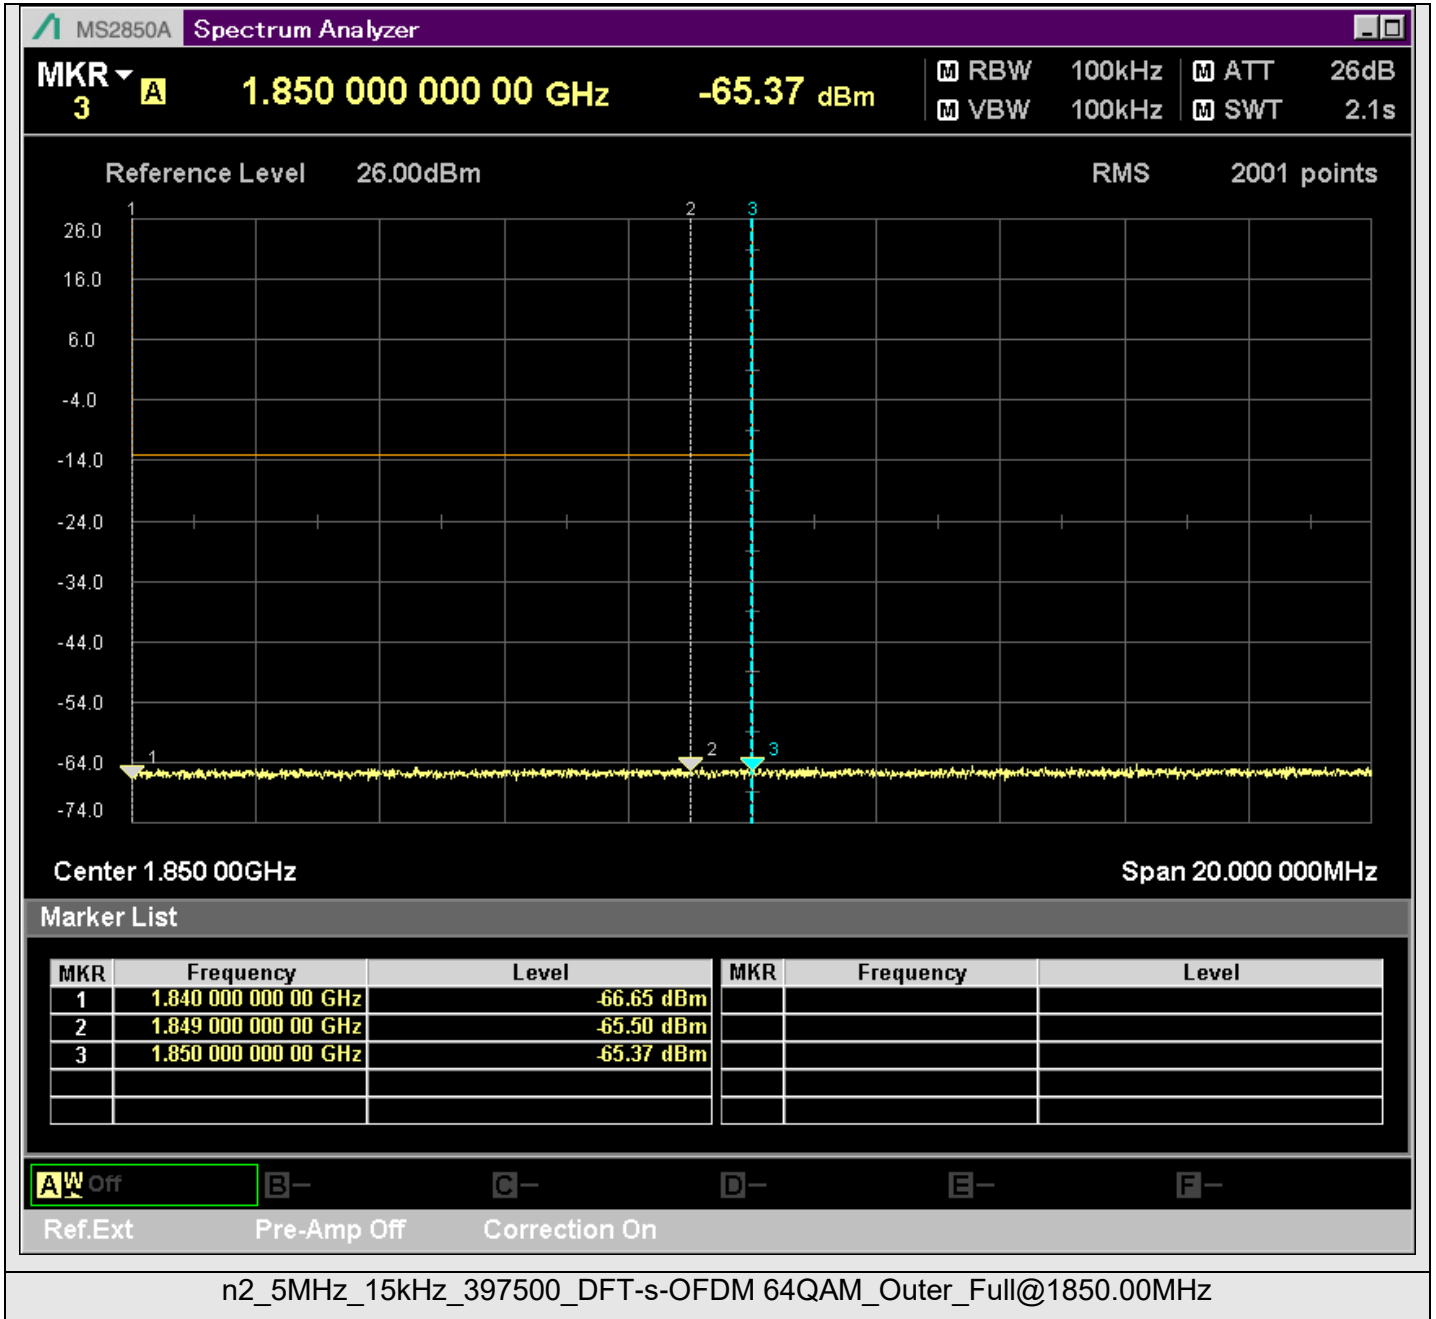 MS2850A Spectrum Analyzer
MKR A 1.850 000 000 00 GHz -65.37 dBm M RBW 100kHz M ATT 26dB
3 M VBW 100kHz M SWT 2.1s
Reference Level 26.00dBm RMS 2001 points
1 2 3
26.0
16.0
6.0
-4.0
-14.0
-24.0
-34.0
-44.0
-54.0
1 2 3
-64.0
-74.0
Center 1.850 00GHz Span 20.000 000MHz
Marker List
MKR Frequency Level MKR Frequency Level
1 1.840 000 000 00 GHz -66.65 dBm
2 1.849 000 000 00 GHz -65.50 dBm
3 1.850 000 000 00 GHz -65.37 dBm
A W Off B — C — D — E — F —
Ref.Ext Pre-Amp Off Correction On
n2_5MHz_15kHz_397500_DFT-s-OFDM 64QAM_Outer_Full@1850.00MHz